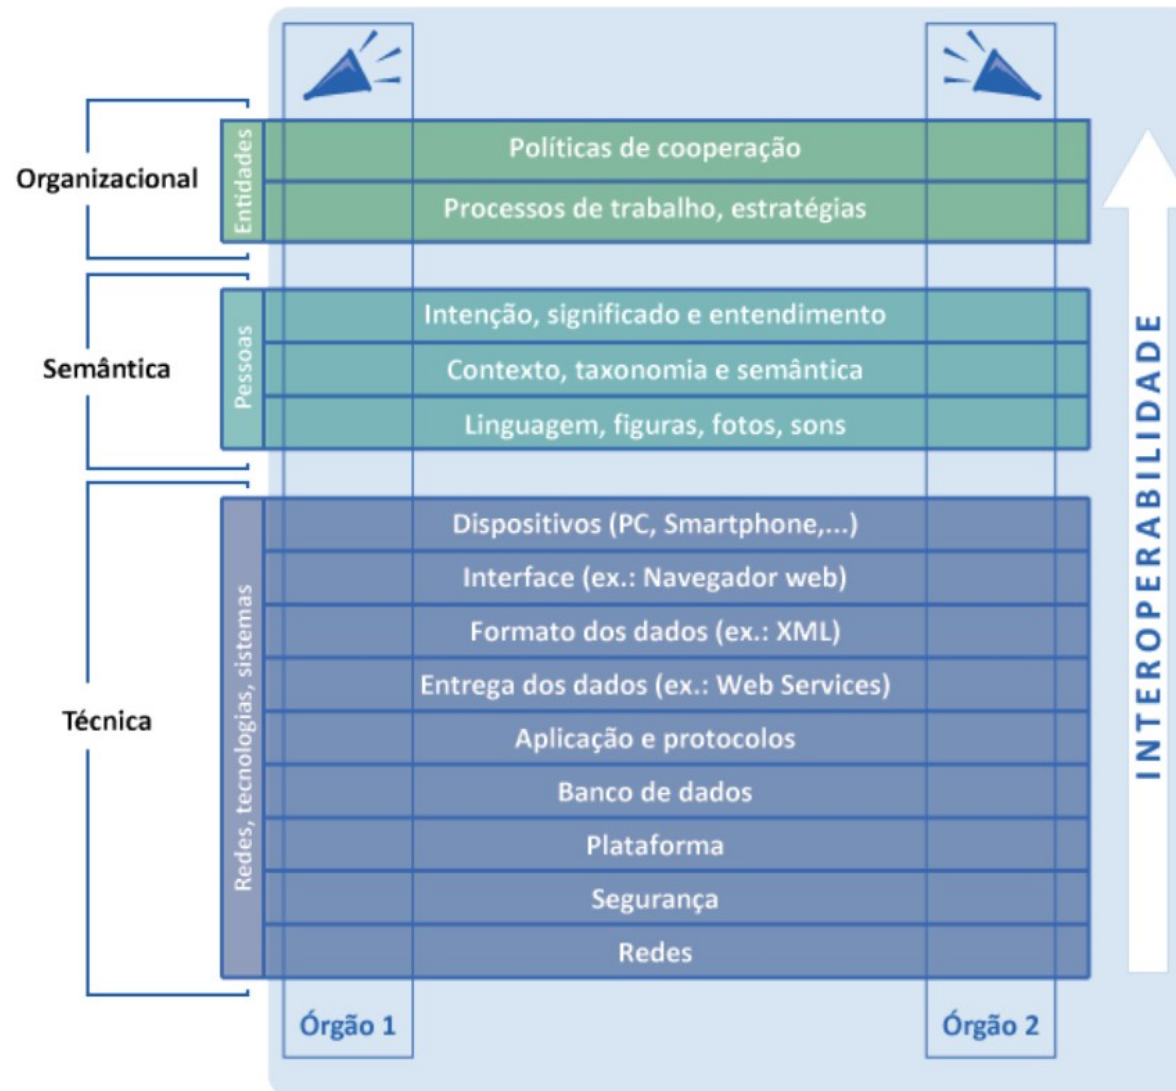 Organizacional
Entidades
Políticas de cooperação
Processos de trabalho, estratégias
Semântica
Pessoas
Intenção, significado e entendimento
Contexto, taxonomia e semântica
Linguagem, figuras, fotos, sons
Técnica
Redes, tecnologias, sistemas
Dispositivos (PC, Smartphone,...)
Interface (ex.: Navegador web)
Formato dos dados (ex.: XML)
Entrega dos dados (ex.: Web Services)
Aplicação e protocolos
Banco de dados
Plataforma
Segurança
Redes
Órgão 1
Órgão 2
INTEROPERABILIDADE